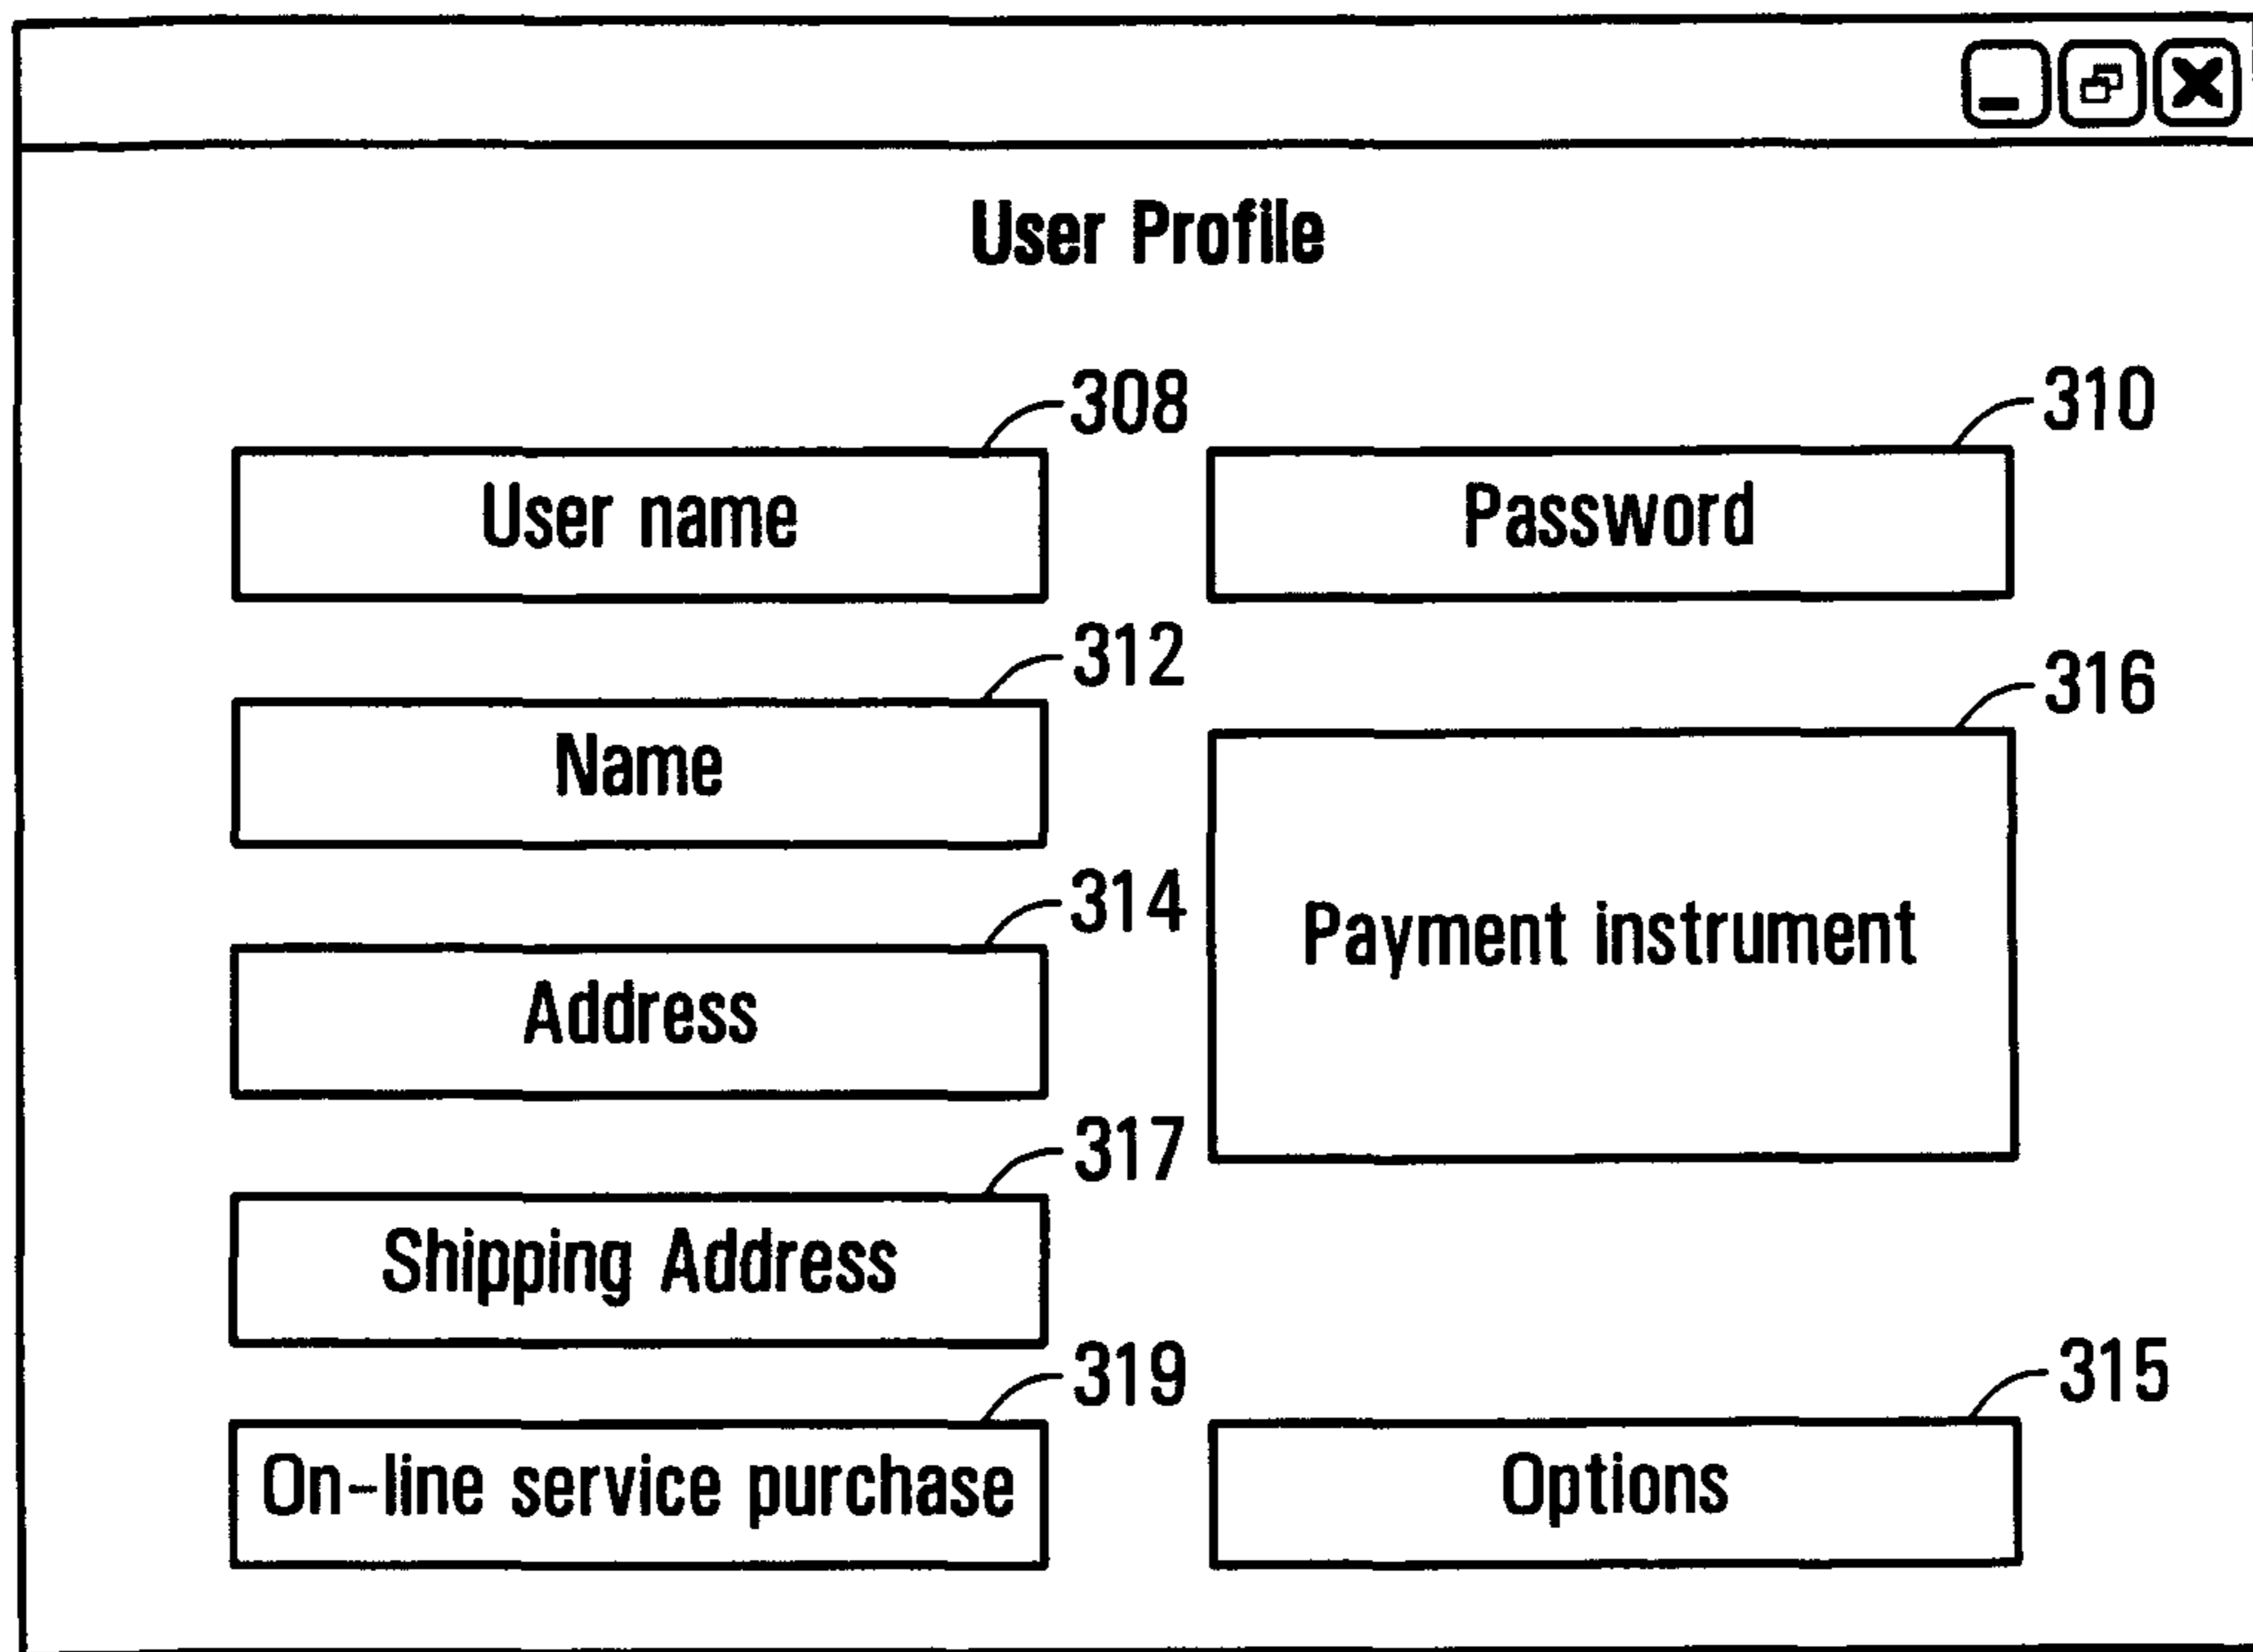 User Profile
308
310
User name
Password
312
316
Name
314
Payment instrument
Address
317
Shipping Address
319
315
On-line service purchase
Options